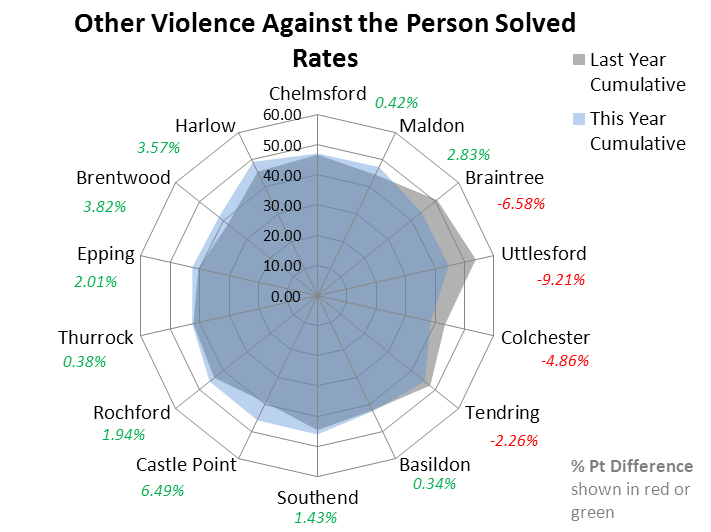 Other Violence Against the Person Solved
Rates
Last Year
Cumulative
This Year
Cumulative
Chelmsford
0.42%
Maldon
2.83%
Braintree
-6.58%
Uttlesford
-9.21%
Colchester
-4.86%
Tendring
-2.26%
Basildon
0.34%
Southend
1.43%
Castle Point
6.49%
Rochford
1.94%
Thurrock
0.38%
Epping
2.01%
Brentwood
3.82%
Harlow
3.57%
60.00
50.00
40.00
30.00
20.00
10.00
0.00
% Pt Difference
shown in red or
green